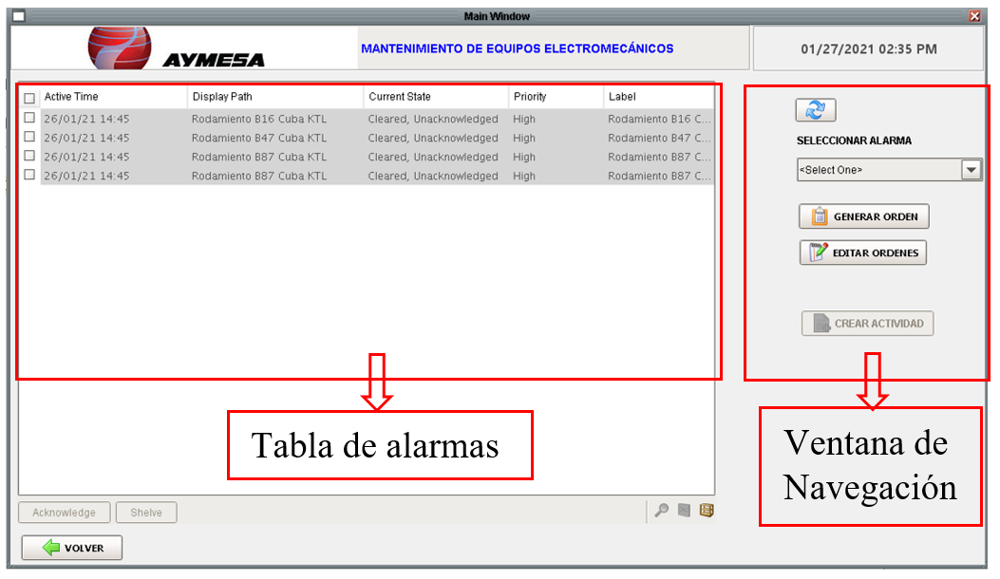 Main Window
AYMESA
MANTENIMIENTO DE EQUIPOS ELECTROMECÁNICOS
01/27/2021 02:35 PM
Active Time Display Path Current State Priority Label
26/01/21 14:45 Rodamiento B16 Cuba KTL Cleared, Unacknowledged High Rodamiento B16 C...
26/01/21 14:45 Rodamiento B47 Cuba KTL Cleared, Unacknowledged High Rodamiento B47 C...
26/01/21 14:45 Rodamiento B87 Cuba KTL Cleared, Unacknowledged High Rodamiento B87 C...
26/01/21 14:45 Rodamiento B87 Cuba KTL Cleared, Unacknowledged High Rodamiento B87 C...
SELECCIONAR ALARMA
<Select One>
GENERAR ORDEN
EDITAR ORDENES
CREAR ACTIVIDAD
Tabla de alarmas
Ventana de
Navegación
Acknowledge Shelve
VOLVER